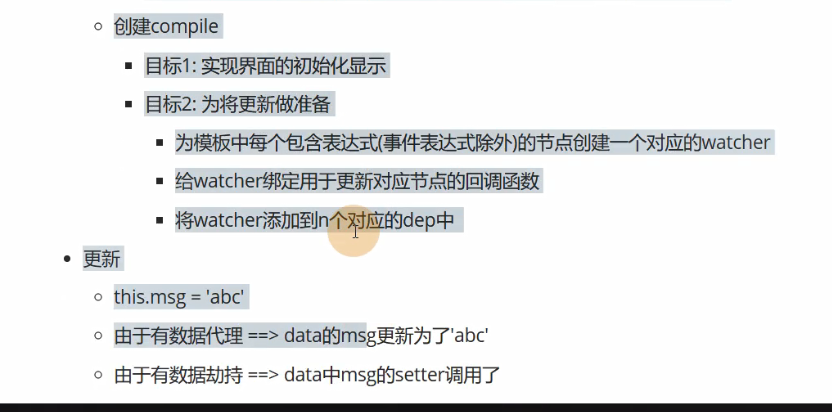 创建compile
目标1: 实现界面的初始化显示
目标2: 为将更新做准备
为模板中每个包含表达式(事件表达式除外)的节点创建一个对应的watcher
给watcher绑定用于更新对应节点的回调函数
将watcher添加到n个对应的dep中
更新
this.msg = 'abc'
由于有数据代理 ==> data的msg更新为了'abc'
由于有数据劫持 ==> data中msg的setter调用了